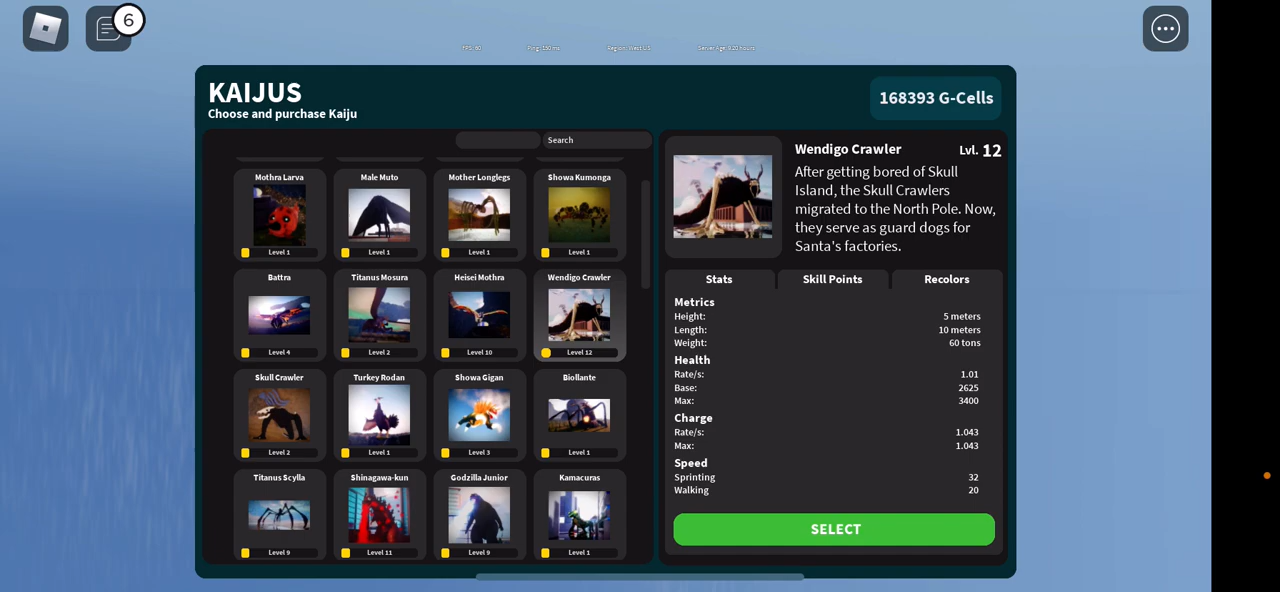 6
FPS: 60 Ping: 150 ms Region: West US Server Age: 9.20 hours
KAIJUS
Choose and purchase Kaiju
168393 G-Cells
Search
Mothra Larva Male Muto Mother Longlegs Showa Kumonga
Level 1 Level 1 Level 1 Level 1
Battra Titanus Mosura Heisei Mothra Wendigo Crawler
Level 4 Level 2 Level 10 Level 12
Skull Crawler Turkey Rodan Showa Gigan Biollante
Level 2 Level 1 Level 3 Level 1
Titanus Scylla Shinagawa-kun Godzilla Junior Kamacuras
Level 9 Level 11 Level 9 Level 1
Wendigo Crawler Lvl. 12
After getting bored of Skull
Island, the Skull Crawlers
migrated to the North Pole. Now,
they serve as guard dogs for
Santa's factories.
Stats Skill Points Recolors
Metrics
Height: 5 meters
Length: 10 meters
Weight: 60 tons
Health
Rate/s: 1.01
Base: 2625
Max: 3400
Charge
Rate/s: 1.043
Max: 1.043
Speed
Sprinting 32
Walking 20
SELECT